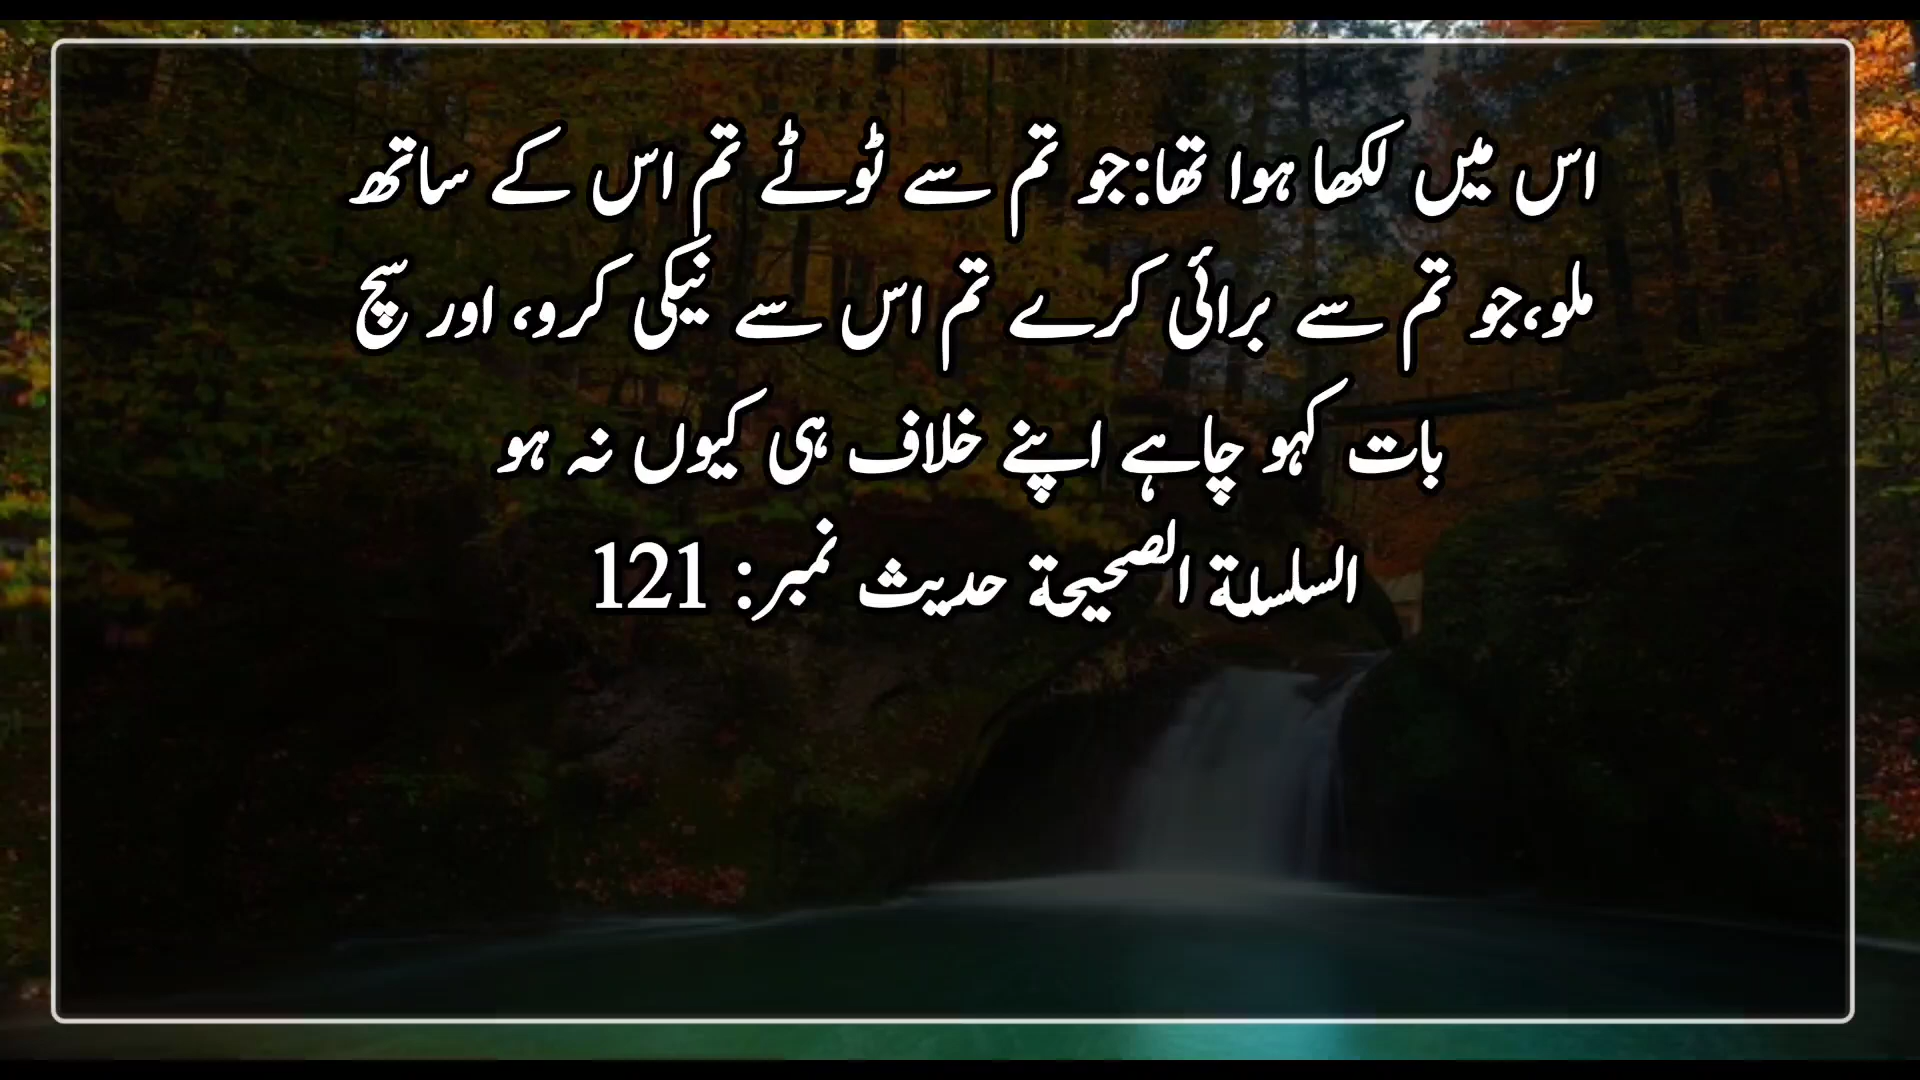 اس میں لکھا ہوا تھا:جو تم سے ٹوٹے تم اس کے ساتھ
ملو،جو تم سے برائی کرے تم اس سے نیکی کرو، اور سچ
بات کہو چاہے اپنے خلاف ہی کیوں نہ ہو
السلسلة الصحیحة حدیث نمبر: 121